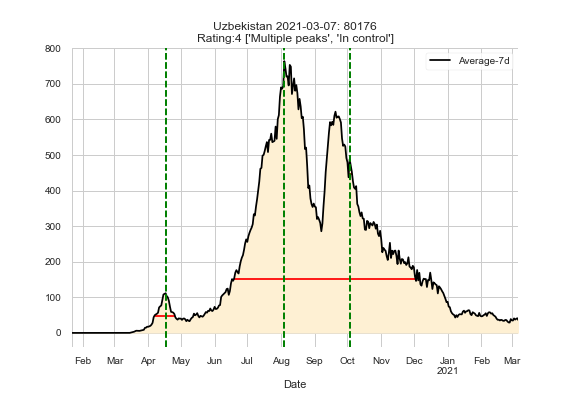 Uzbekistan 2021-03-07: 80176
Rating:4 ['Multiple peaks', 'In control']
Average-7d
800
700
600
500
400
300
200
100
0
Feb Mar Apr May Jun Jul Aug Sep Oct Nov Dec Jan Feb Mar
2021
Date